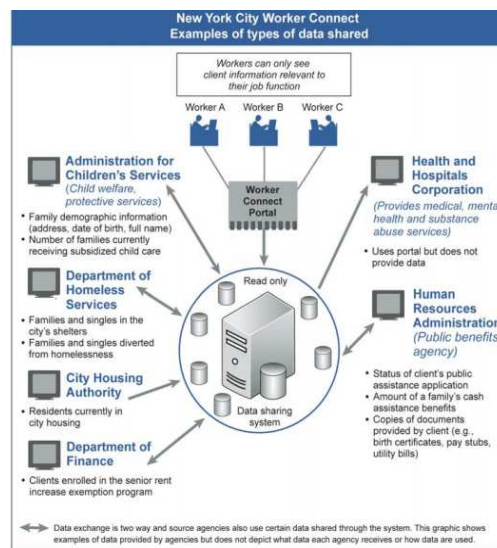 New York City Worker Connect
Examples of types of data shared
Workers can only see
client information relevant to
their job function
Worker A
Worker B
Worker C
Worker
Connect
Portal
Administration for
Children's Services
(Child welfare,
protective services)
• Family demographic information
(address, date of birth, full name)
• Number of families currently
receiving subsidized child care
Department of
Homeless
Services
• Families and singles in the
city's shelters
• Families and singles diverted
from homelessness
City Housing
Authority
• Residents currently in
city housing
Department of
Finance
• Clients enrolled in the senior rent
increase exemption program
Read only
Data sharing
system
Health and
Hospitals
Corporation
(Provides medical, mental
health and substance
abuse services)
• Uses portal but does not
provide data
Human
Resources
Administration
(Public benefits
agency)
• Status of client's public
assistance application
• Amount of a family's cash
assistance benefits
• Copies of documents
provided by client (e.g.,
birth certificates, pay stubs,
utility bills)
Data exchange is two way and source agencies also use certain data shared through the system. This graphic shows
examples of data provided by agencies but does not depict what data each agency receives or how data are used.